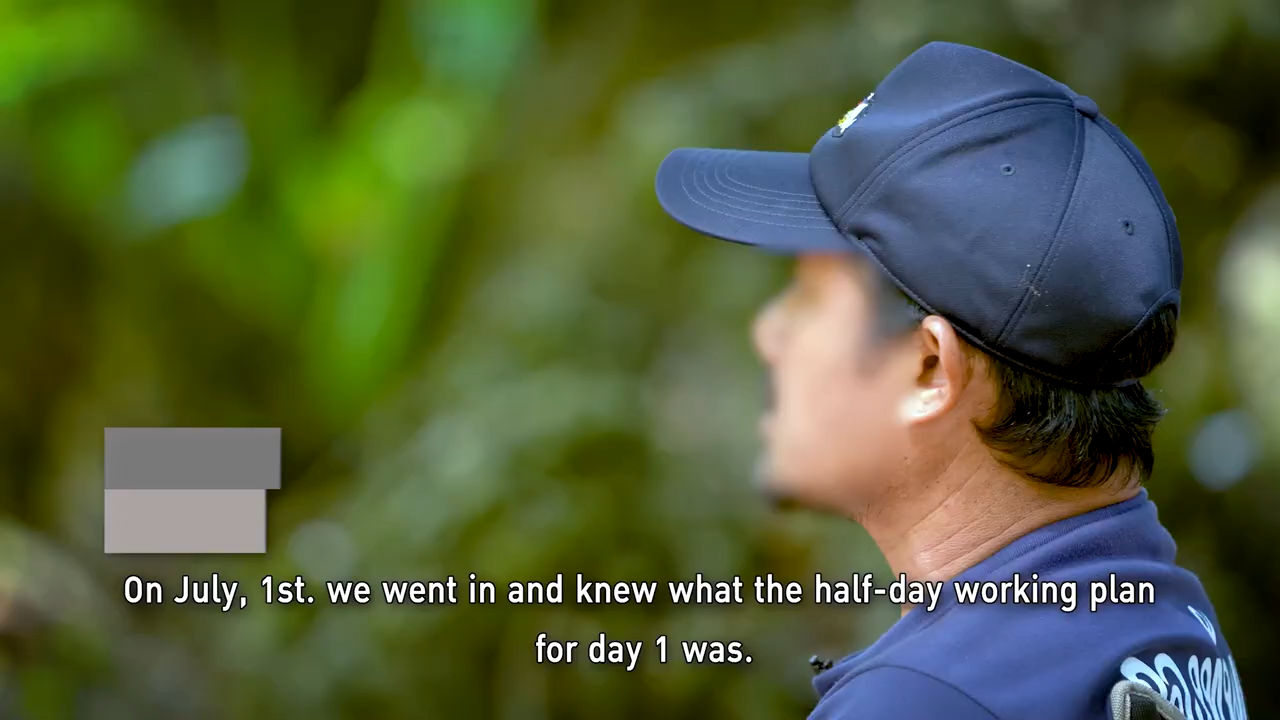 On July, 1st. we went in and knew what the half-day working plan
for day 1 was.